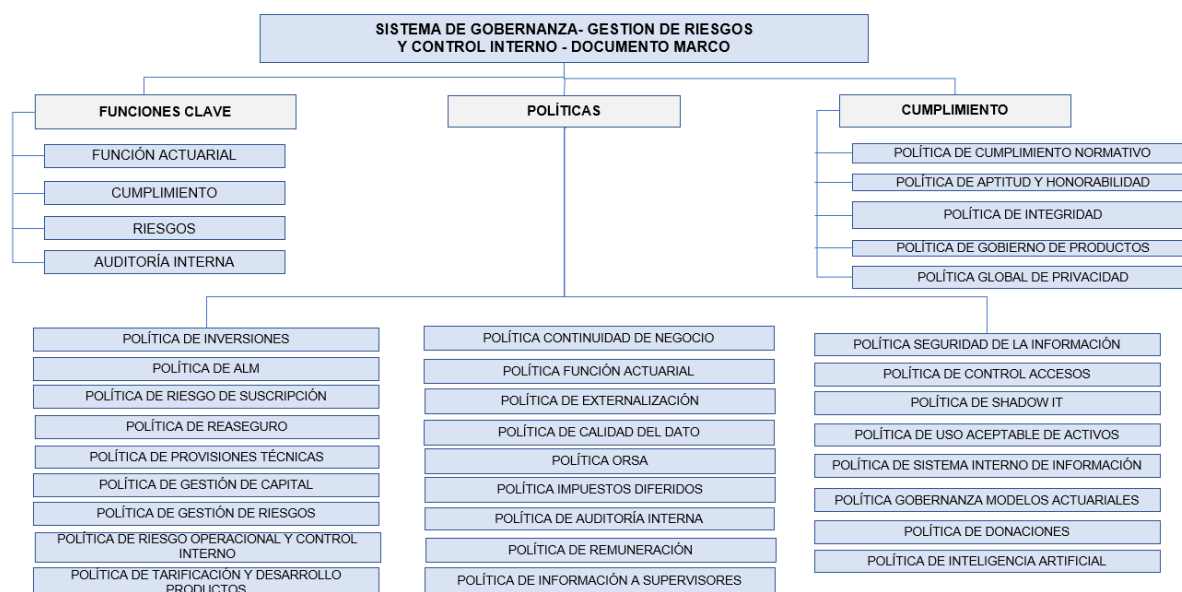 SISTEMA DE GOBERNANZA- GESTION DE RIESGOS
Y CONTROL INTERNO - DOCUMENTO MARCO
FUNCIONES CLAVE
FUNCIÓN ACTUARIAL
CUMPLIMIENTO
RIESGOS
AUDITORÍA INTERNA
POLÍTICAS
CUMPLIMIENTO
POLÍTICA DE CUMPLIMIENTO NORMATIVO
POLÍTICA DE APTITUD Y HONORABILIDAD
POLÍTICA DE INTEGRIDAD
POLÍTICA DE GOBIERNO DE PRODUCTOS
POLÍTICA GLOBAL DE PRIVACIDAD
POLÍTICA DE INVERSIONES
POLÍTICA DE ALM
POLÍTICA DE RIESGO DE SUSCRIPCIÓN
POLÍTICA DE REASEGURO
POLÍTICA DE PROVISIONES TÉCNICAS
POLÍTICA DE GESTIÓN DE CAPITAL
POLÍTICA DE GESTIÓN DE RIESGOS
POLÍTICA DE RIESGO OPERACIONAL Y CONTROL
INTERNO
POLÍTICA DE TARIFICACIÓN Y DESARROLLO
PRODUCTOS
POLÍTICA CONTINUIDAD DE NEGOCIO
POLÍTICA FUNCIÓN ACTUARIAL
POLÍTICA DE EXTERNALIZACIÓN
POLÍTICA DE CALIDAD DEL DATO
POLÍTICA ORSA
POLÍTICA IMPUESTOS DIFERIDOS
POLÍTICA DE AUDITORÍA INTERNA
POLÍTICA DE REMUNERACIÓN
POLÍTICA DE INFORMACIÓN A SUPERVISORES
POLÍTICA SEGURIDAD DE LA INFORMACIÓN
POLÍTICA DE CONTROL ACCESOS
POLÍTICA DE SHADOW IT
POLÍTICA DE USO ACEPTABLE DE ACTIVOS
POLÍTICA DE SISTEMA INTERNO DE INFORMACIÓN
POLÍTICA GOBERNANZA MODELOS ACTUARIALES
POLÍTICA DE DONACIONES
POLÍTICA DE INTELIGENCIA ARTIFICIAL